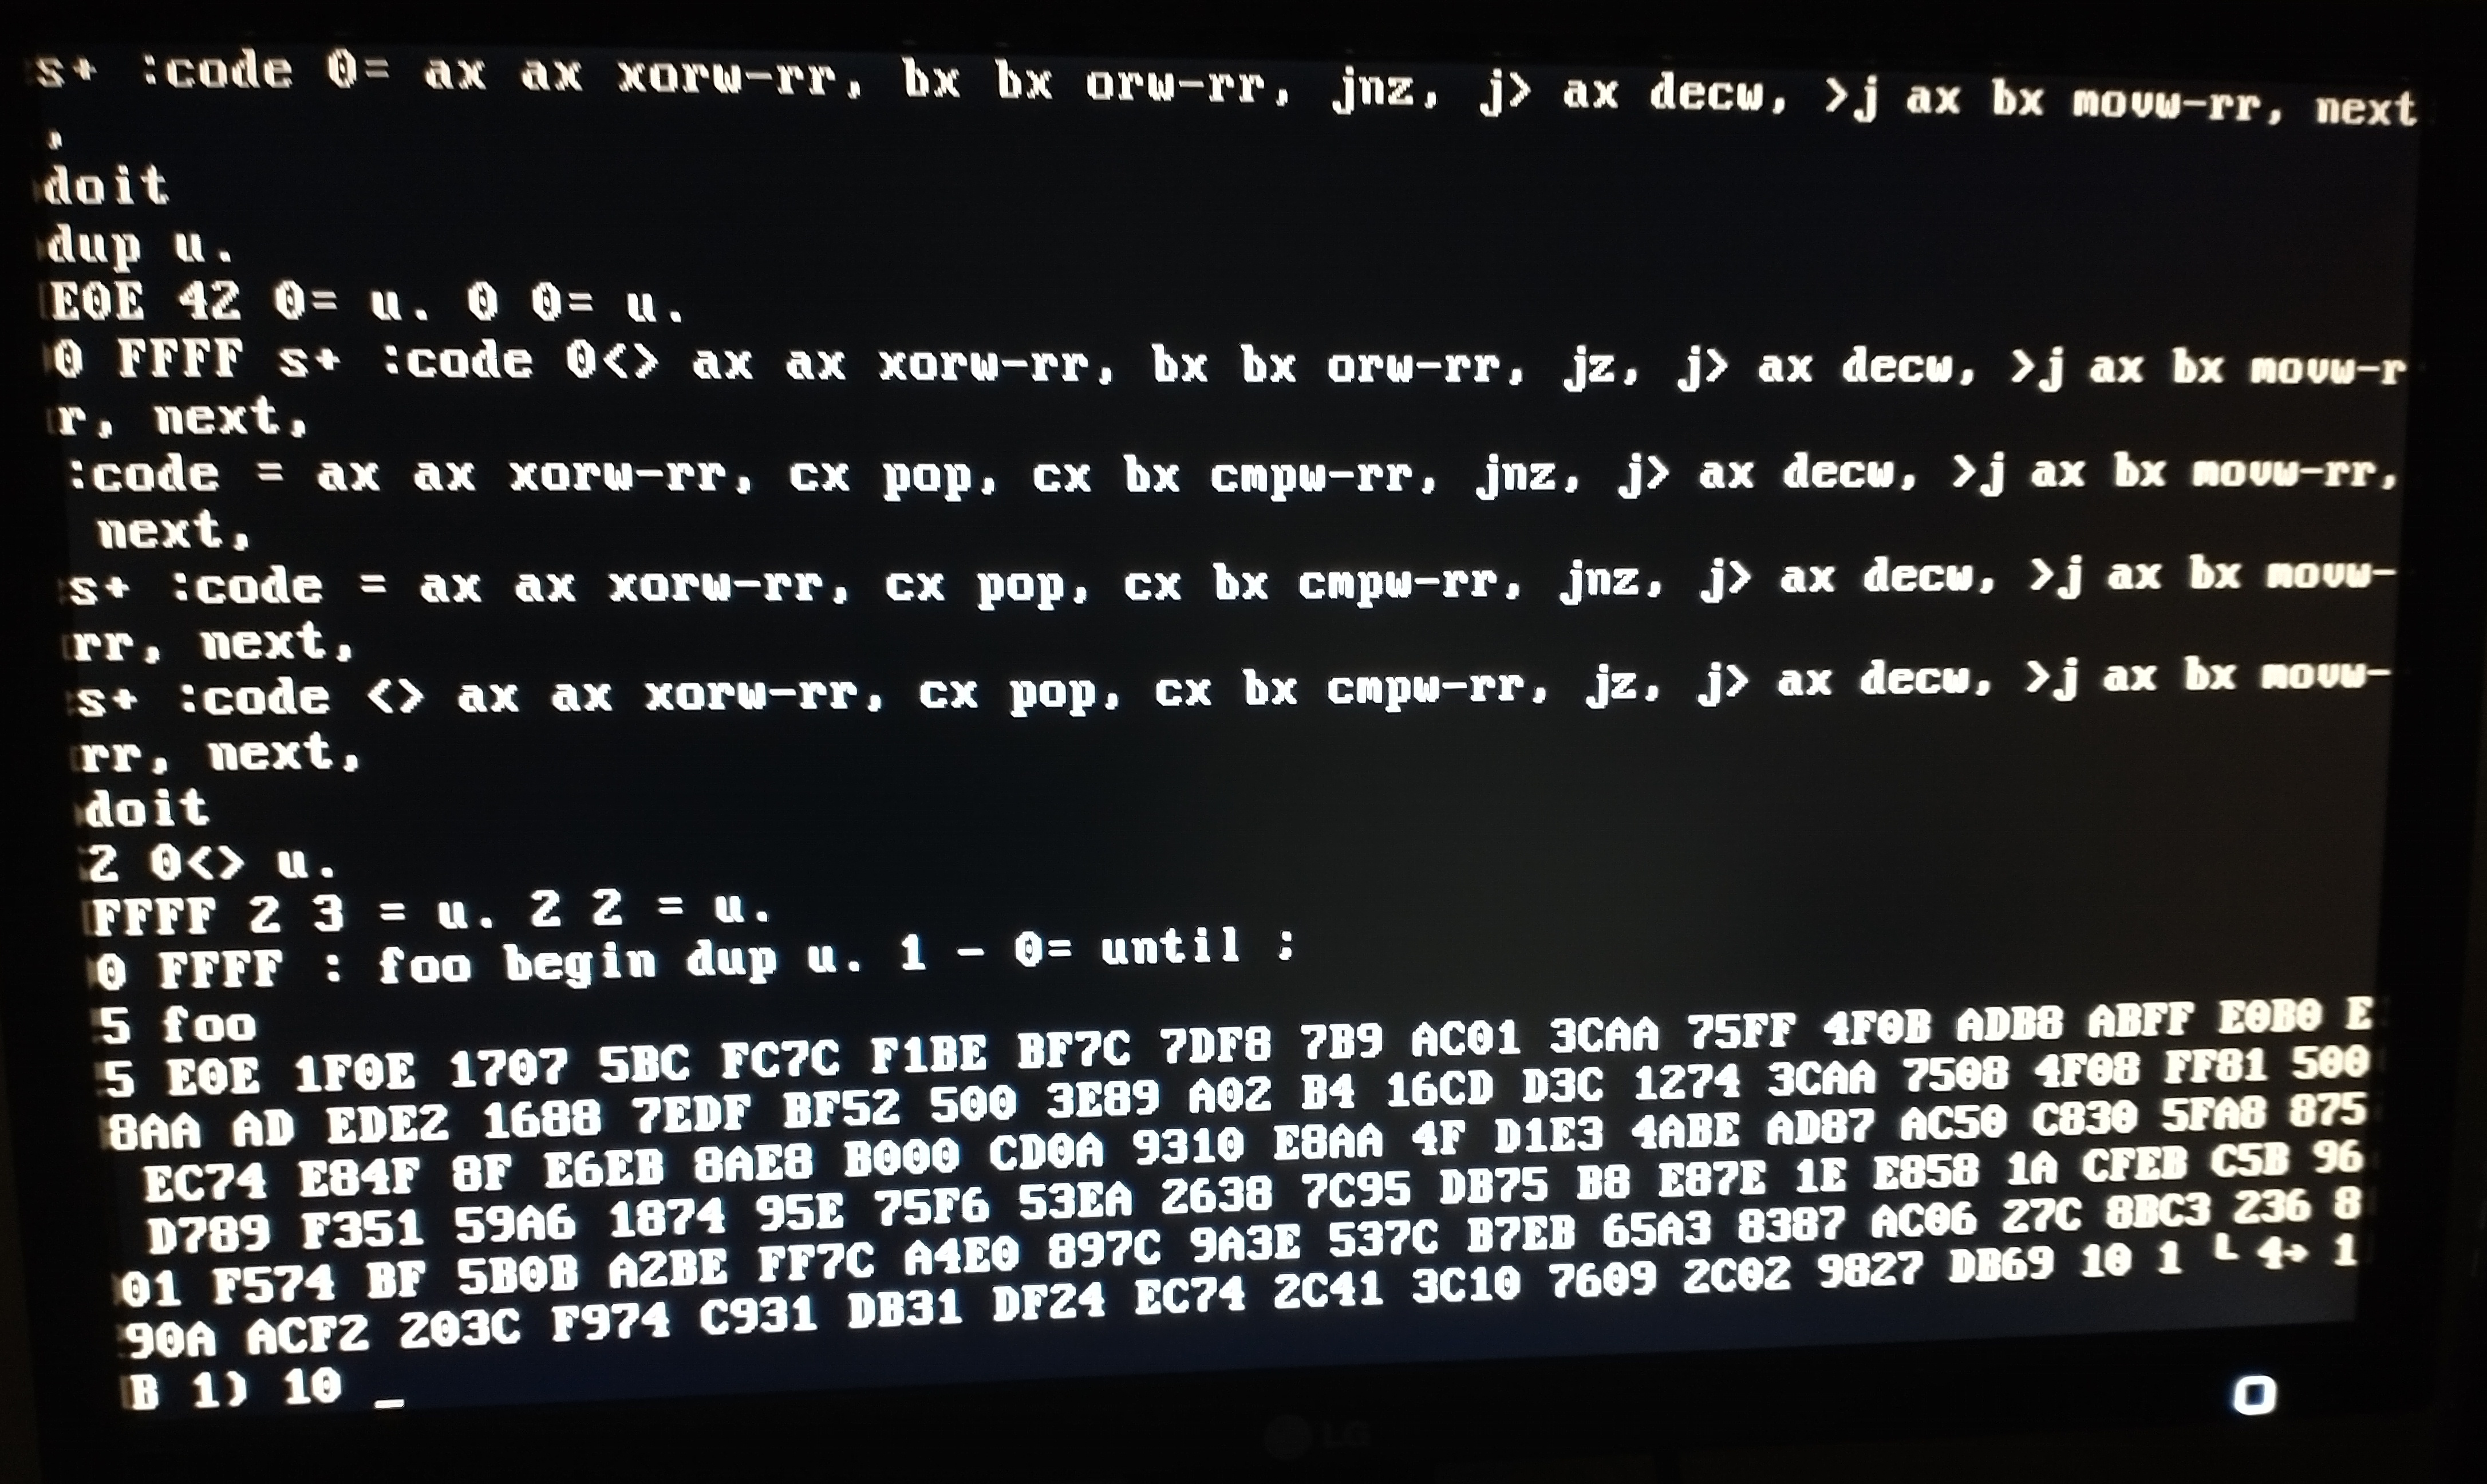 s+ :code 0= ax ax xorw-rr, bx bx orw-rr, jnz, j> ax decw, >j ax bx movw-rr, next
,
doit
dup u.
E0E 42 0= u. 0 0= u.
0 FFFF s+ :code 0<> ax ax xorw-rr, bx bx orw-rr, jz, j> ax decw, >j ax bx movw-r
r, next,
:code = ax ax xorw-rr, cx pop, cx bx cmpw-rr, jnz, j> ax decw, >j ax bx movw-rr,
next,
s+ :code = ax ax xorw-rr, cx pop, cx bx cmpw-rr, jnz, j> ax decw, >j ax bx movw-
rr, next,
s+ :code <> ax ax xorw-rr, cx pop, cx bx cmpw-rr, jz, j> ax decw, >j ax bx movw-
rr, next,
doit
2 0<> u.
FFFF 2 3 = u. 2 2 = u.
0 FFFF : foo begin dup u. 1 - 0= until ;
5 foo
5 E0E 1F0E 1707 5BC FC7C F1BE BF7C 7DF8 7B9 AC01 3CAA 75FF 4F0B ADB8 ABFF E0B0 E
8AA AD EDE2 1688 7EDF BF52 500 3E89 A02 B4 16CD D3C 1274 3CAA 7508 4F08 FF81 500
EC74 E84F 8F E6EB 8AE8 B000 CD0A 9310 E8AA 4F D1E3 4ABE AD87 AC50 C830 5FA8 875
D789 F351 59A6 1874 95E 75F6 53EA 2638 7C95 DB75 B8 E87E 1E E858 1A CFEB C5B 96
01 F574 BF 5B0B A2BE FF7C A4E0 897C 9A3E 537C B7EB 65A3 8387 AC06 27C 8BC3 236 8
90A ACF2 203C F974 C931 DB31 DF24 EC74 2C41 3C10 7609 2C02 9827 DB69 10 1 └ 4→ 1
B 1) 10 _
LG